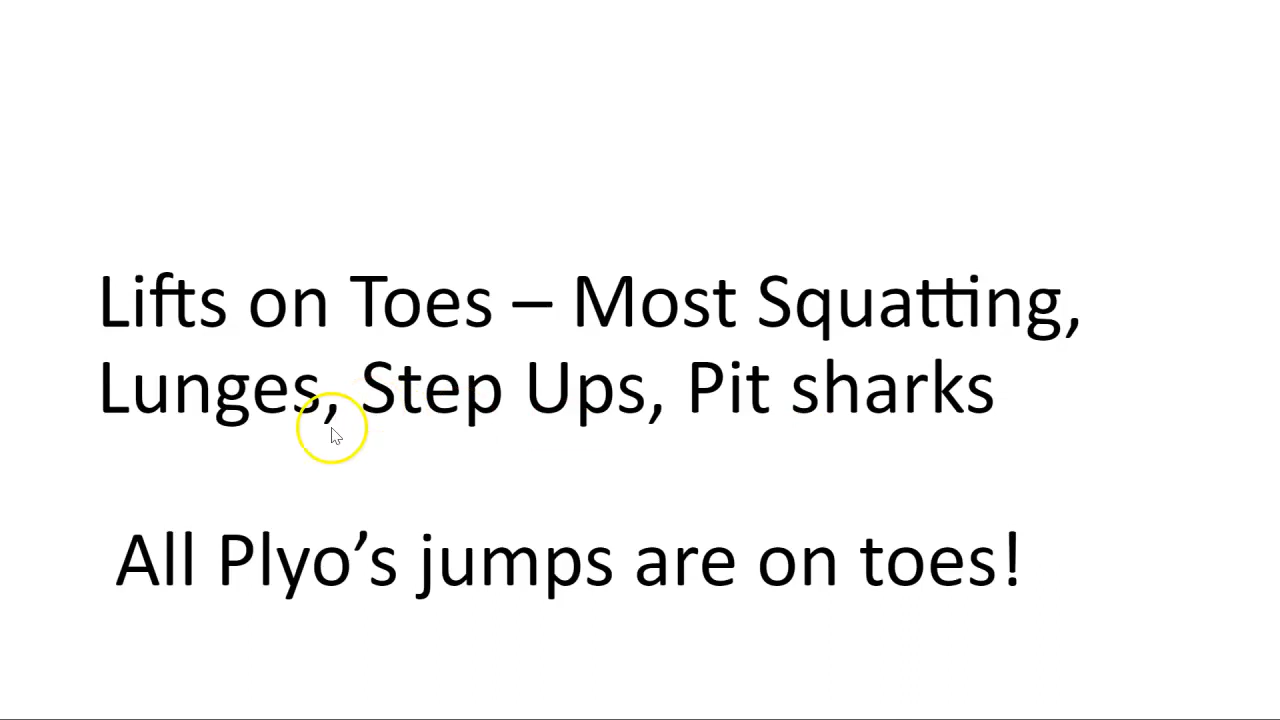 Lifts on Toes – Most Squatting,
Lunges, Step Ups, Pit sharks
All Plyo’s jumps are on toes!